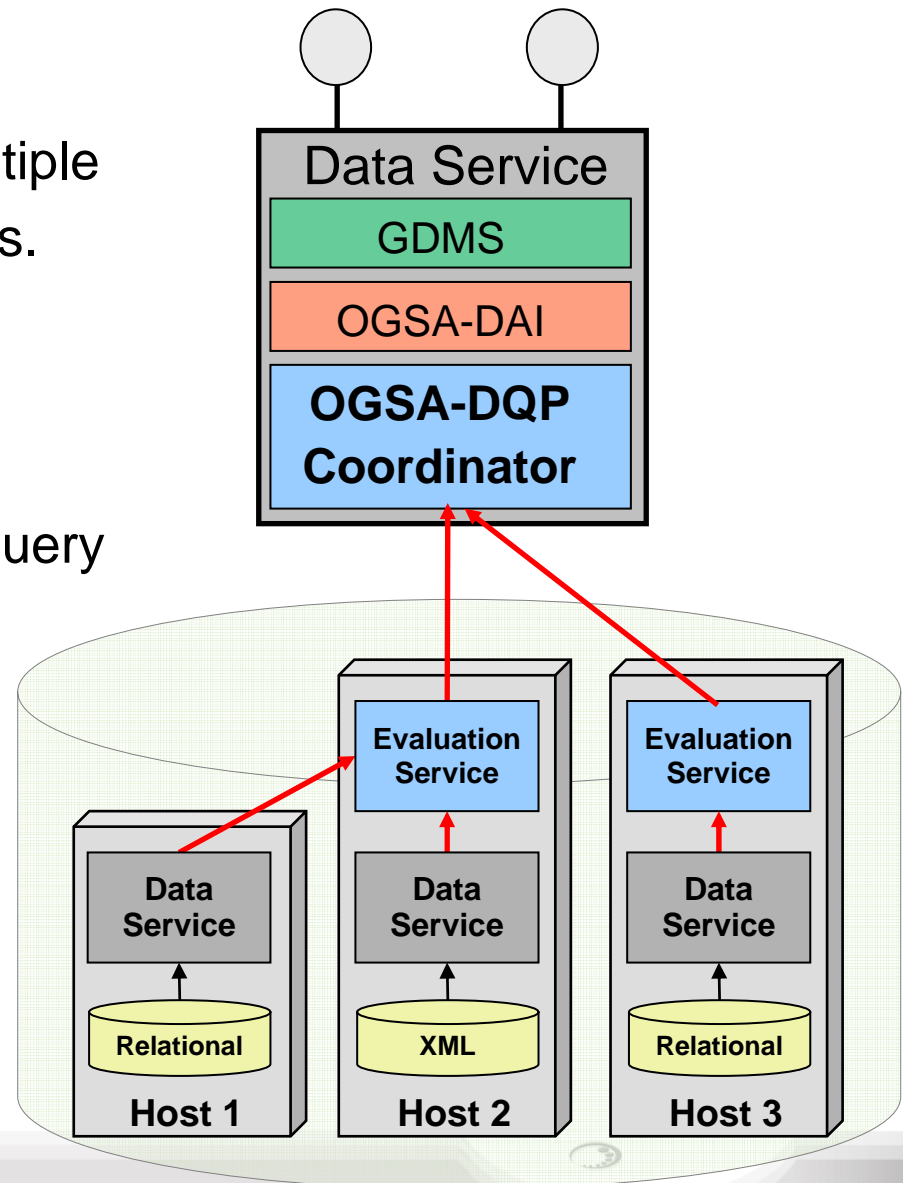 tiple
s.
uery
Data Service
GDMS
OGSA-DAI
OGSA-DQP
Coordinator
Evaluation
Service
Evaluation
Service
Data
Service
Data
Service
Data
Service
Relational
XML
Relational
Host 1
Host 2
Host 3